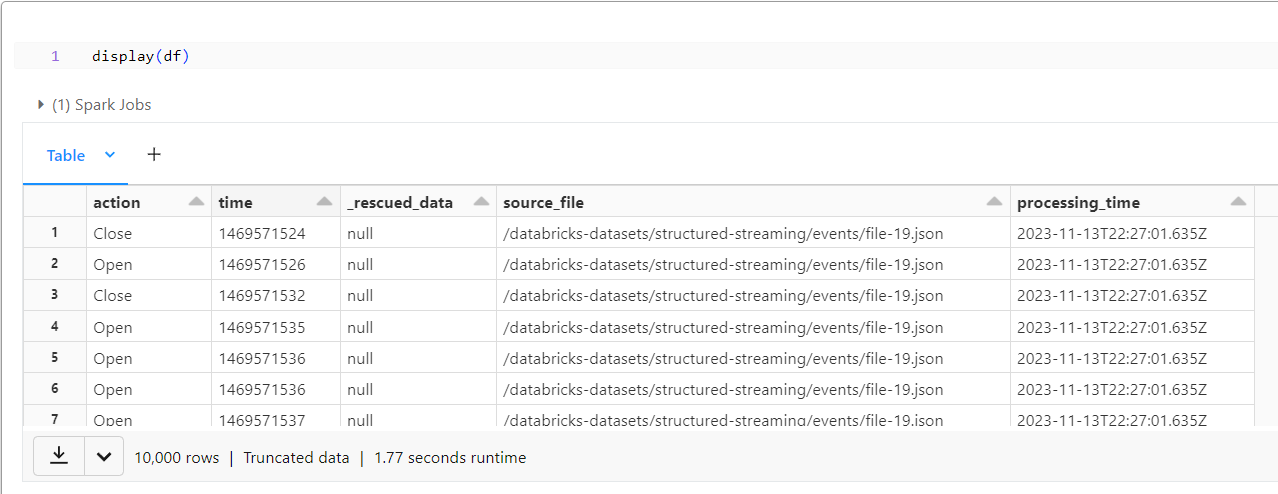 1 display(df)
(1) Spark Jobs
Table +
action time _rescued_data source_file processing_time
1 Close 1469571524 null /databricks-datasets/structured-streaming/events/file-19.json 2023-11-13T22:27:01.635Z
2 Open 1469571526 null /databricks-datasets/structured-streaming/events/file-19.json 2023-11-13T22:27:01.635Z
3 Close 1469571532 null /databricks-datasets/structured-streaming/events/file-19.json 2023-11-13T22:27:01.635Z
4 Open 1469571535 null /databricks-datasets/structured-streaming/events/file-19.json 2023-11-13T22:27:01.635Z
5 Open 1469571536 null /databricks-datasets/structured-streaming/events/file-19.json 2023-11-13T22:27:01.635Z
6 Open 1469571536 null /databricks-datasets/structured-streaming/events/file-19.json 2023-11-13T22:27:01.635Z
7 Open 1469571537 null /databricks-datasets/structured-streaming/events/file-19.json 2023-11-13T22:27:01.635Z
10,000 rows | Truncated data | 1.77 seconds runtime